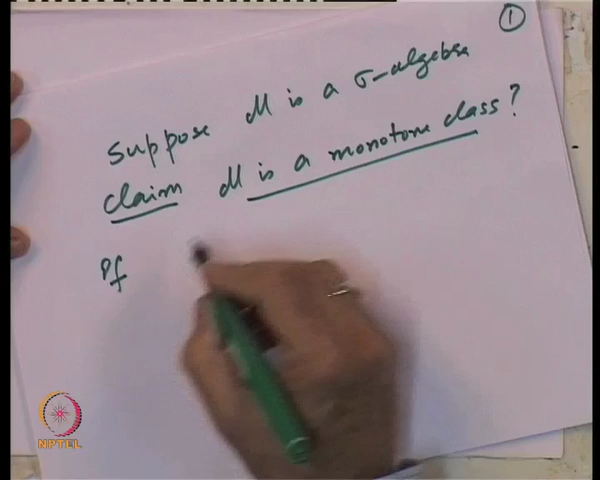 ①
Suppose M is a σ-algebra
Claim M is a monotone class?
Pf
NPTEL